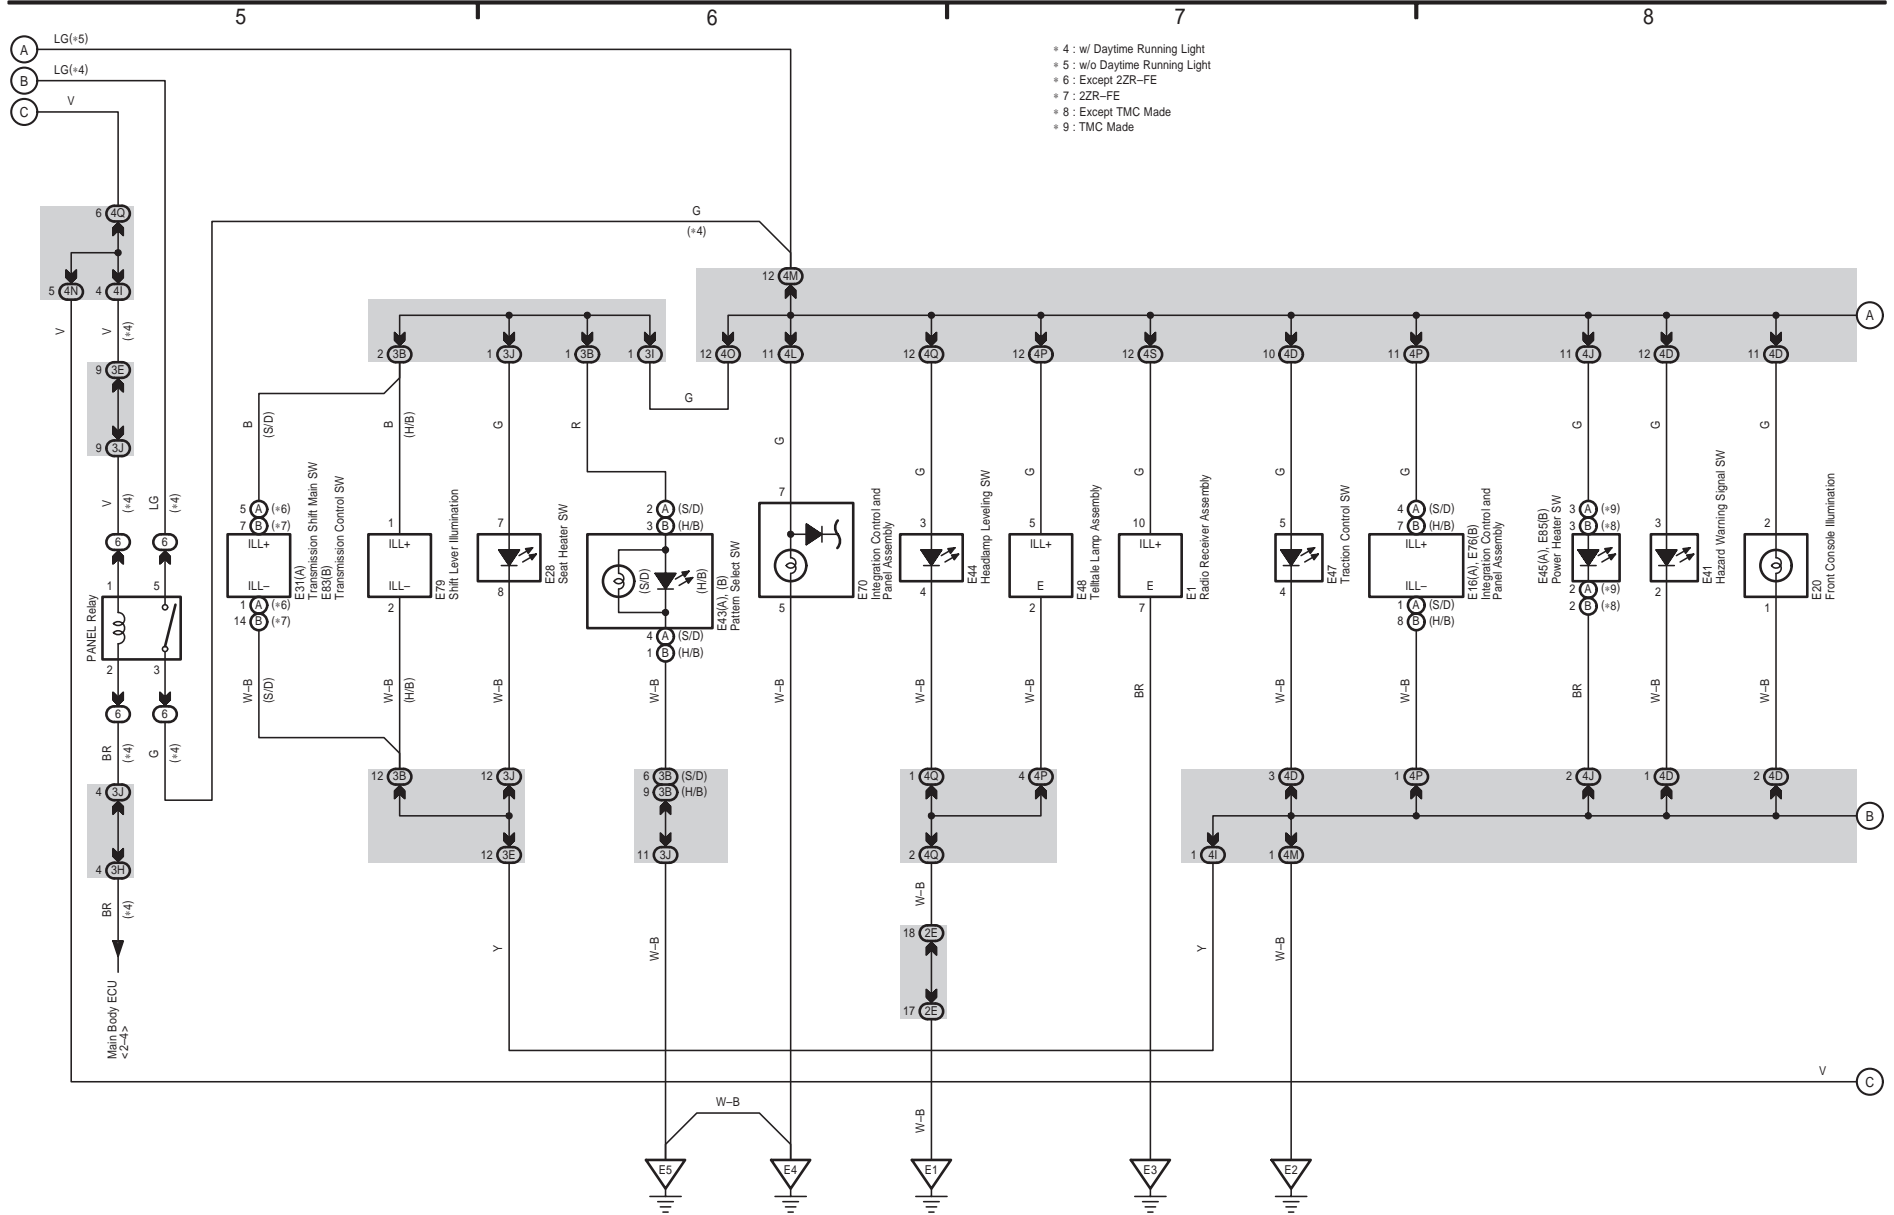 5 6 7 8
A LG(*5)
B LG(*4)
C V
* 4 : w/ Daytime Running Light
* 5 : w/o Daytime Running Light
* 6 : Except 2ZR–FE
* 7 : 2ZR–FE
* 8 : Except TMC Made
* 9 : TMC Made
6 4Q
G
(*4)
12 4M
5 4N 4 4I
A
V V (*4)
2 3B 1 3J 1 3B 1 3I 12 4O 11 4L 12 4Q 12 4P 12 4S 10 4D 11 4P 11 4J 12 4D 11 4D
9 3E
G
B (S/D) B (H/B) G R G G G G G G G G G
9 3J
V (*4) LG (*4)
6 6
1 5
PANEL Relay
2 3
6 6
BR (*4) G (*4)
4 3J
4 3H
BR (*4)
Main Body ECU
<2–4>
5 A (*6)
7 B (*7)
ILL+
ILL–
1 A (*6)
14 B (*7)
E31(A)
Transmission Shift Main SW
E83(B)
Transmission Control SW
1
ILL+
ILL–
2
E79
Shift Lever Illumination
7
8
E28
Seat Heater SW
2 A (S/D)
3 B (H/B)
(S/D) (H/B)
4 A (S/D)
1 B (H/B)
E43(A), (B)
Pattern Select SW
7
5
E70
Integration Control and
Panel Assembly
3
4
E44
Headlamp Leveling SW
5
ILL+
E
2
E48
Telltale Lamp Assembly
10
ILL+
E
7
E1
Radio Receiver Assembly
5
4
E47
Traction Control SW
4 A (S/D)
7 B (H/B)
ILL+
ILL–
1 A (S/D)
8 B (H/B)
E16(A), E76(B)
Integration Control and
Panel Assembly
3 A (*9)
3 B (*8)
2 A (*9)
2 B (*8)
E45(A), E85(B)
Power Heater SW
3
2
E41
Hazard Warning Signal SW
2
1
E20
Front Console Illumination
W–B (S/D) W–B (H/B) W–B W–B W–B W–B W–B BR W–B W–B BR W–B W–B
12 3B 12 3J 6 3B (S/D) 1 4Q 4 4P 3 4D 1 4P 2 4J 1 4D 2 4D
9 3B (H/B)
B
12 3E 11 3J 2 4Q 1 4I 1 4M
W–B
18 2E
Y W–B Y W–B
17 2E
V C
W–B W–B
E5 E4 E1 E3 E2